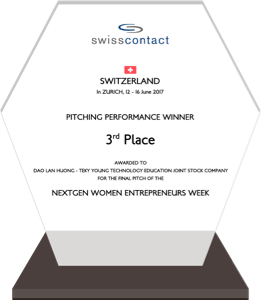 swisscontact
SWITZERLAND
In ZURICH, 12 - 16 June 2017
PITCHING PERFORMANCE WINNER
3rd Place
AWARDED TO
DAO LAN HUONG - TEKY YOUNG TECHNOLOGY EDUCATION JOINT STOCK COMPANY
FOR THE FINAL PITCH OF THE
NEXTGEN WOMEN ENTREPRENEURS WEEK